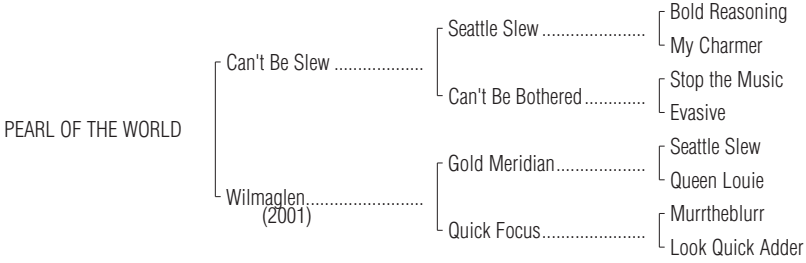 Bold Reasoning
Seattle Slew ......................
My Charmer
Can't Be Slew ...................
Stop the Music
Can't Be Bothered.............
Evasive
PEARL OF THE WORLD
Seattle Slew
Gold Meridian...................
Queen Louie
Wilmaglen.........................
(2001)
Murrtheblurr
Quick Focus......................
Look Quick Adder